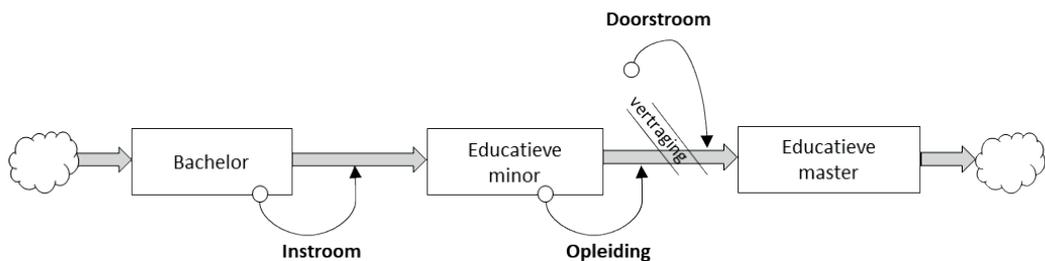 Doorstroom
vertraging
Bachelor
Educatieve
minor
Educatieve
master
Instroom
Opleiding